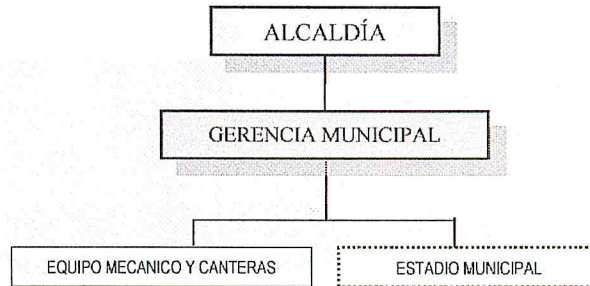 ALCALDÍA
GERENCIA MUNICIPAL
EQUIPO MECANICO Y CANTERAS
ESTADIO MUNICIPAL